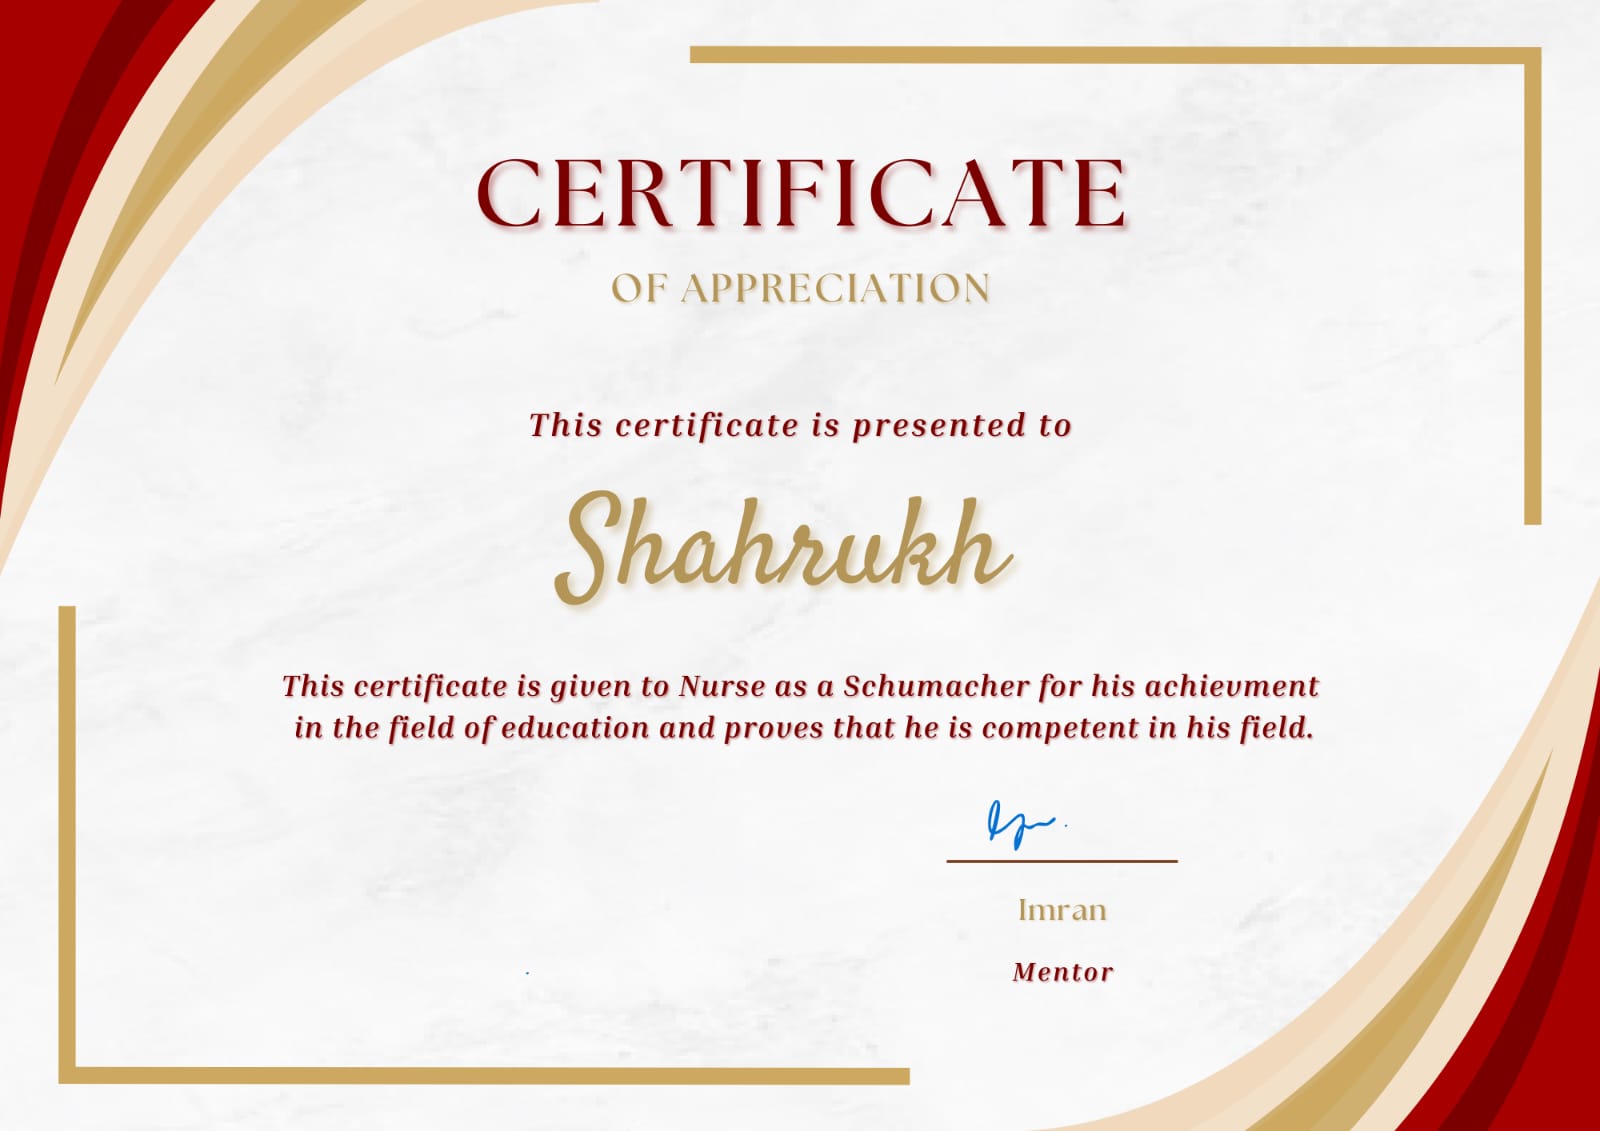 CERTIFICATE
OF APPRECIATION
This certificate is presented to
Shahrukh
This certificate is given to Nurse as a Schumacher for his achievment
in the field of education and proves that he is competent in his field.
Imran
Mentor